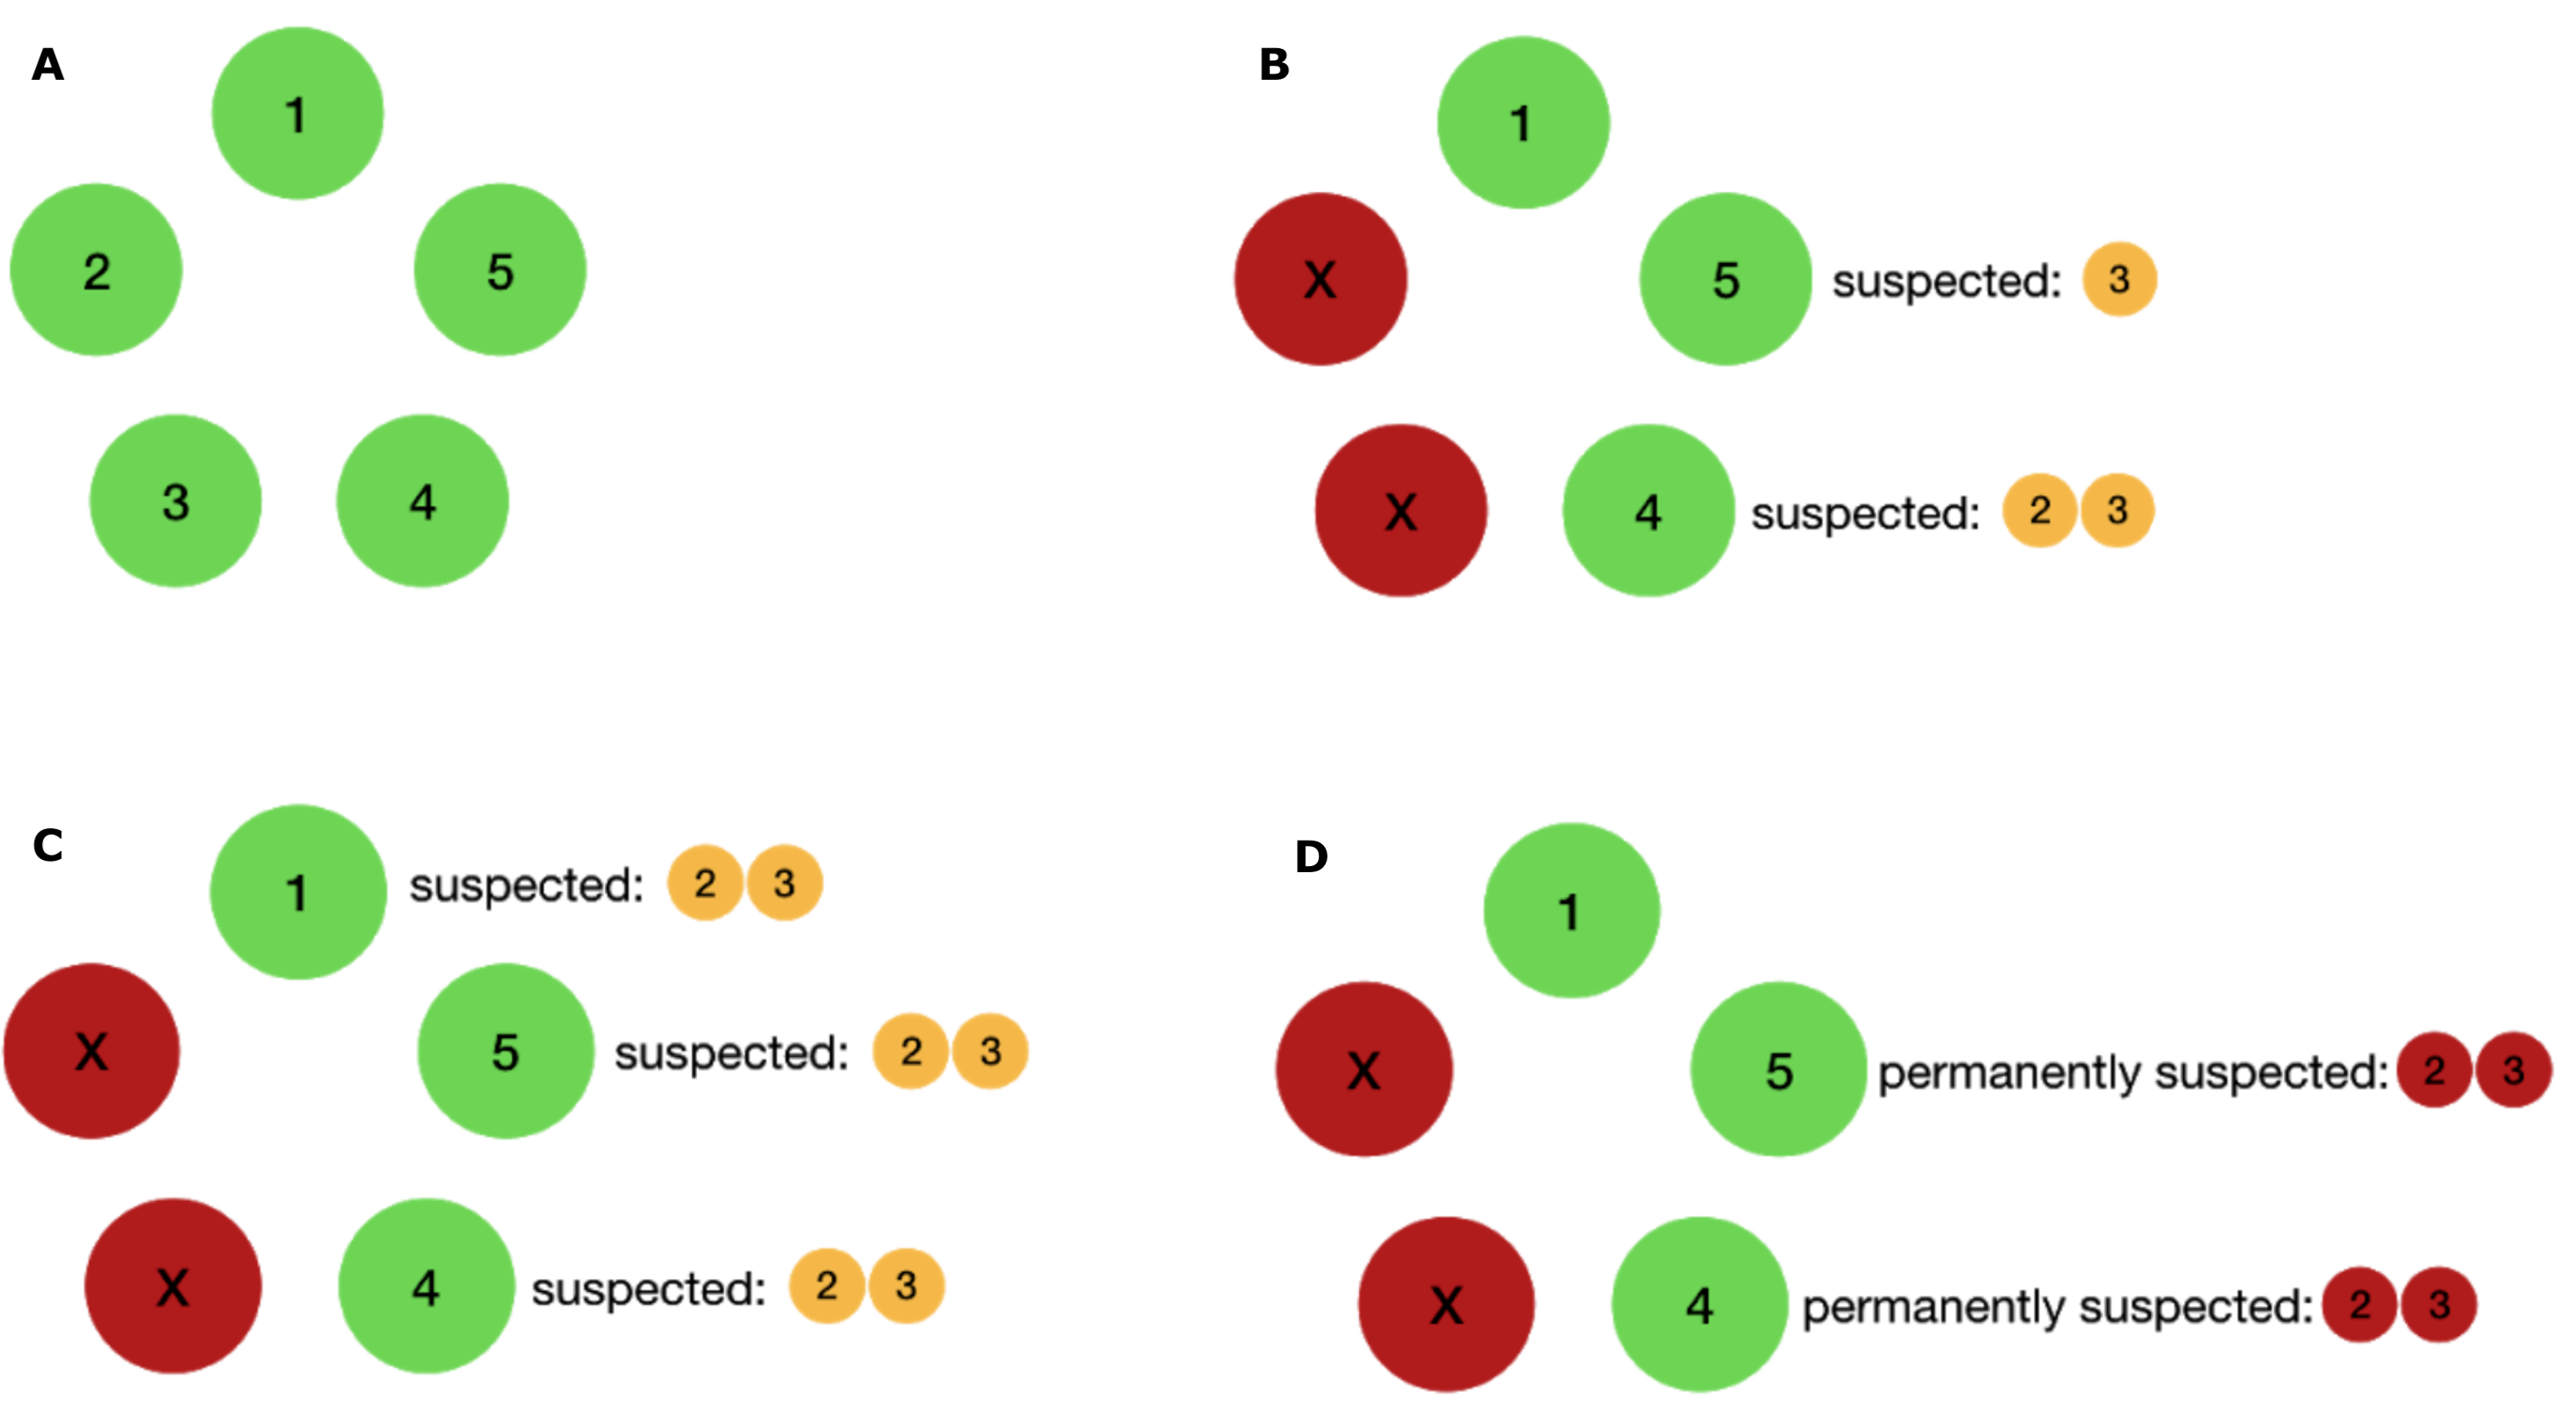 A
1
2
5
3
4
B
1
X
5 suspected: 3
X
4 suspected: 2 3
C
1 suspected: 2 3
X
5 suspected: 2 3
X
4 suspected: 2 3
D
1
X
5 permanently suspected: 2 3
X
4 permanently suspected: 2 3